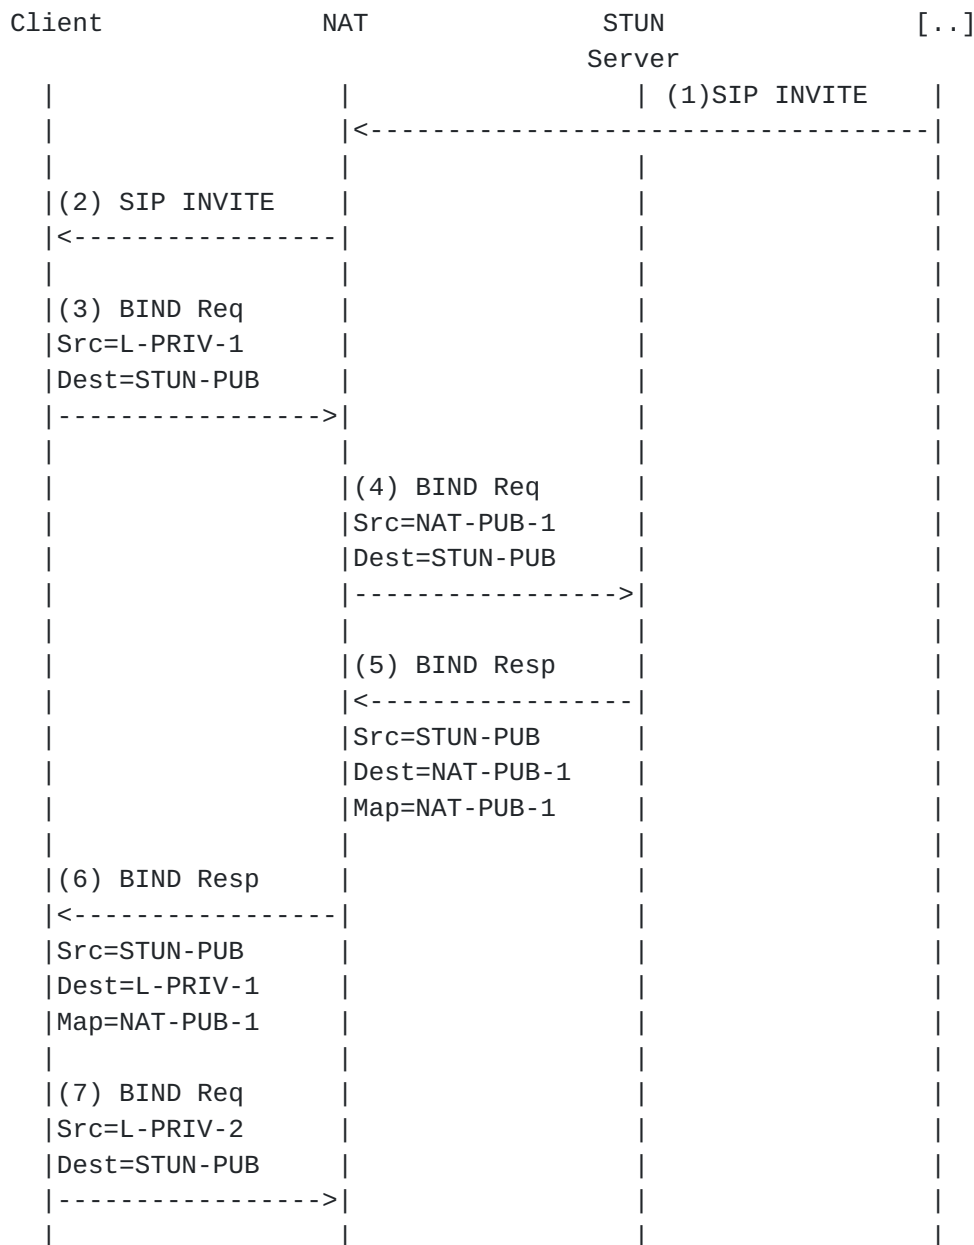 Client              NAT               STUN                [..]
                                     Server
  |                  |                  | (1)SIP INVITE    |
  |                  |<------------------------------------|
  |                  |                  |                  |
  |(2) SIP INVITE    |                  |                  |
  |<-----------------|                  |                  |
  |                  |                  |                  |
  |(3) BIND Req      |                  |                  |
  |Src=L-PRIV-1      |                  |                  |
  |Dest=STUN-PUB     |                  |                  |
  |----------------->|                  |                  |
  |                  |                  |                  |
  |                  |(4) BIND Req      |                  |
  |                  |Src=NAT-PUB-1     |                  |
  |                  |Dest=STUN-PUB     |                  |
  |                  |----------------->|                  |
  |                  |                  |                  |
  |                  |(5) BIND Resp     |                  |
  |                  |<-----------------|                  |
  |                  |Src=STUN-PUB      |                  |
  |                  |Dest=NAT-PUB-1    |                  |
  |                  |Map=NAT-PUB-1     |                  |
  |                  |                  |                  |
  |(6) BIND Resp     |                  |                  |
  |<-----------------|                  |                  |
  |Src=STUN-PUB      |                  |                  |
  |Dest=L-PRIV-1     |                  |                  |
  |Map=NAT-PUB-1     |                  |                  |
  |                  |                  |                  |
  |(7) BIND Req      |                  |                  |
  |Src=L-PRIV-2      |                  |                  |
  |Dest=STUN-PUB     |                  |                  |
  |----------------->|                  |                  |
  |                  |                  |                  |